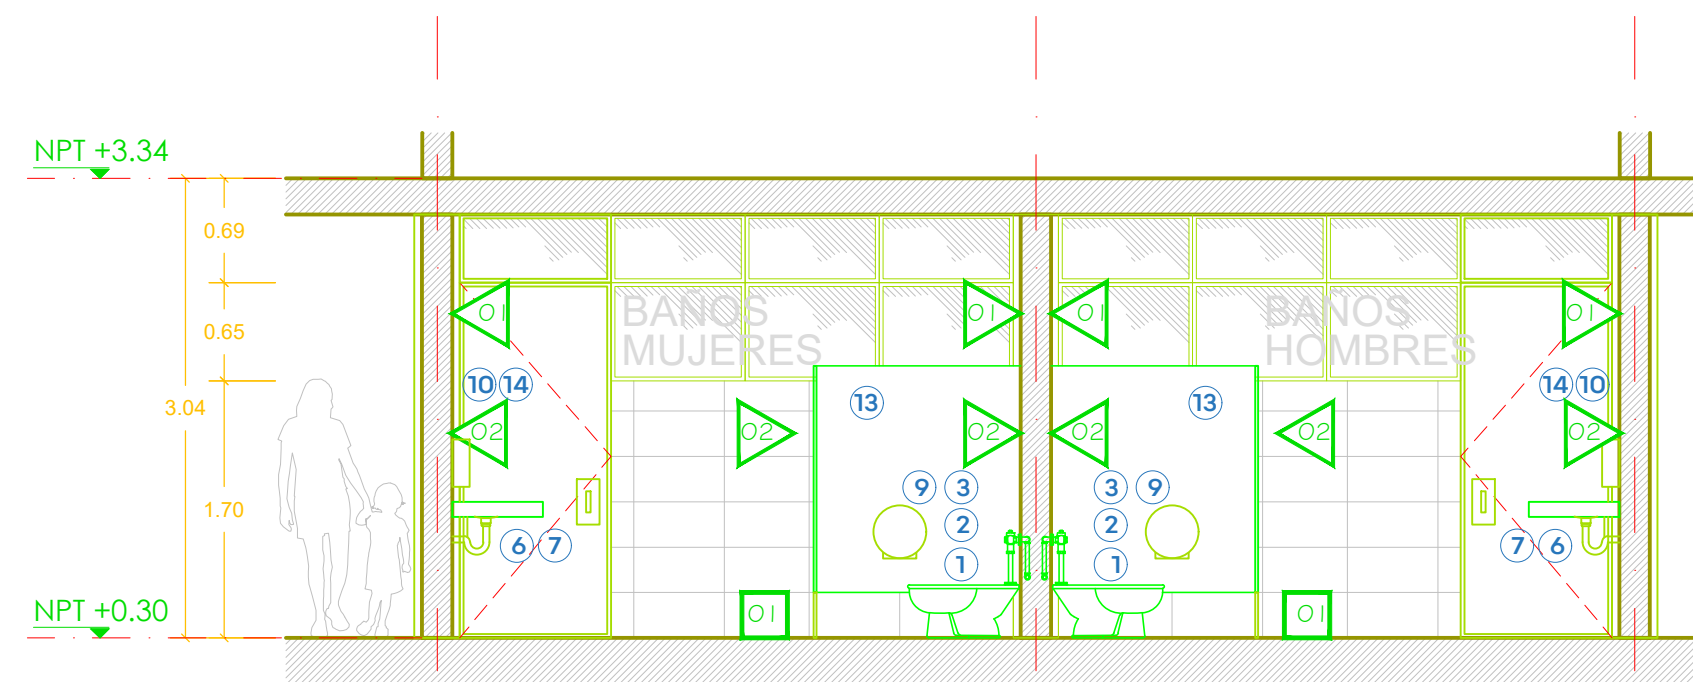 NPT +3.34
0.69
01 01 01 01
BAÑOS
MUJERES
BAÑOS
HOMBRES
0.65
10 14 14 10
3.04
13 13
02 02 02 02 02 02
9 3 3 9
1.70
2 2
6 7 7 6
1 1
NPT +0.30
01 01